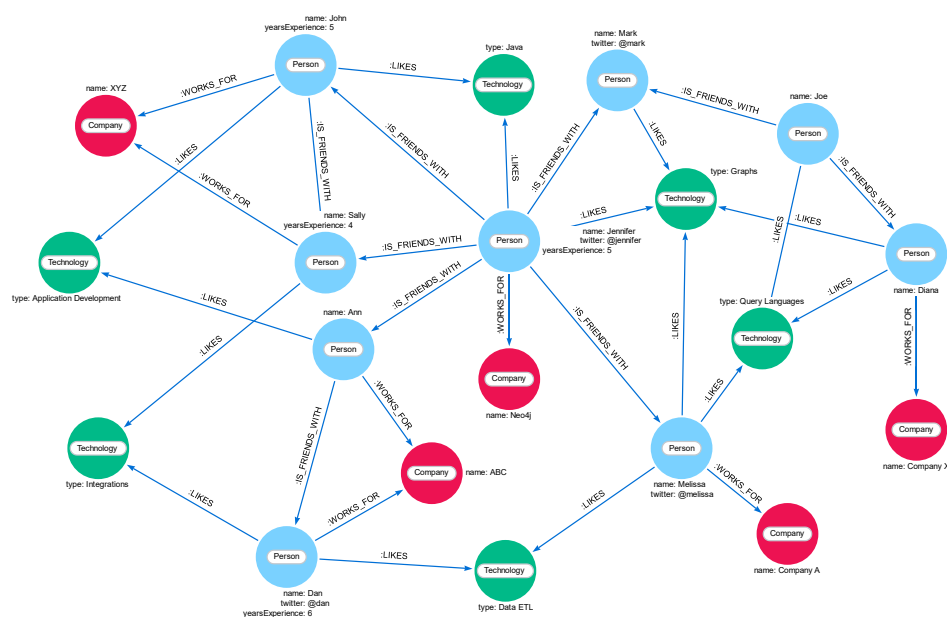 name: John
yearsExperience: 5
Person
:LIKES
type: Java
Technology
name: Mark
twitter: @mark
Person
:WORKS_FOR
name: XYZ
Company
:LIKES
:IS_FRIENDS_WITH
:IS_FRIENDS_WITH
:LIKES
:IS_FRIENDS_WITH
:LIKES
:IS_FRIENDS_WITH
name: Joe
Person
:IS_FRIENDS_WITH
:WORKS_FOR
type: Graphs
Technology
:LIKES
name: Jennifer
twitter: @jennifer
yearsExperience: 5
Person
name: Sally
yearsExperience: 4
Person
:IS_FRIENDS_WITH
:LIKES
:LIKES
Person
name: Diana
Technology
type: Application Development
:IS_FRIENDS_WITH
:WORKS_FOR
:IS_FRIENDS_WITH
:LIKES
:LIKES
type: Query Languages
Technology
:LIKES
name: Ann
Person
:LIKES
:WORKS_FOR
Company
name: Neo4j
:LIKES
:WORKS_FOR
:IS_FRIENDS_WITH
Technology
type: Integrations
Company
name: ABC
Person
name: Melissa
twitter: @melissa
:WORKS_FOR
Company
name: Company X
:LIKES
:WORKS_FOR
:LIKES
Company
name: Company A
Person
name: Dan
twitter: @dan
yearsExperience: 6
:LIKES
Technology
type: Data ETL